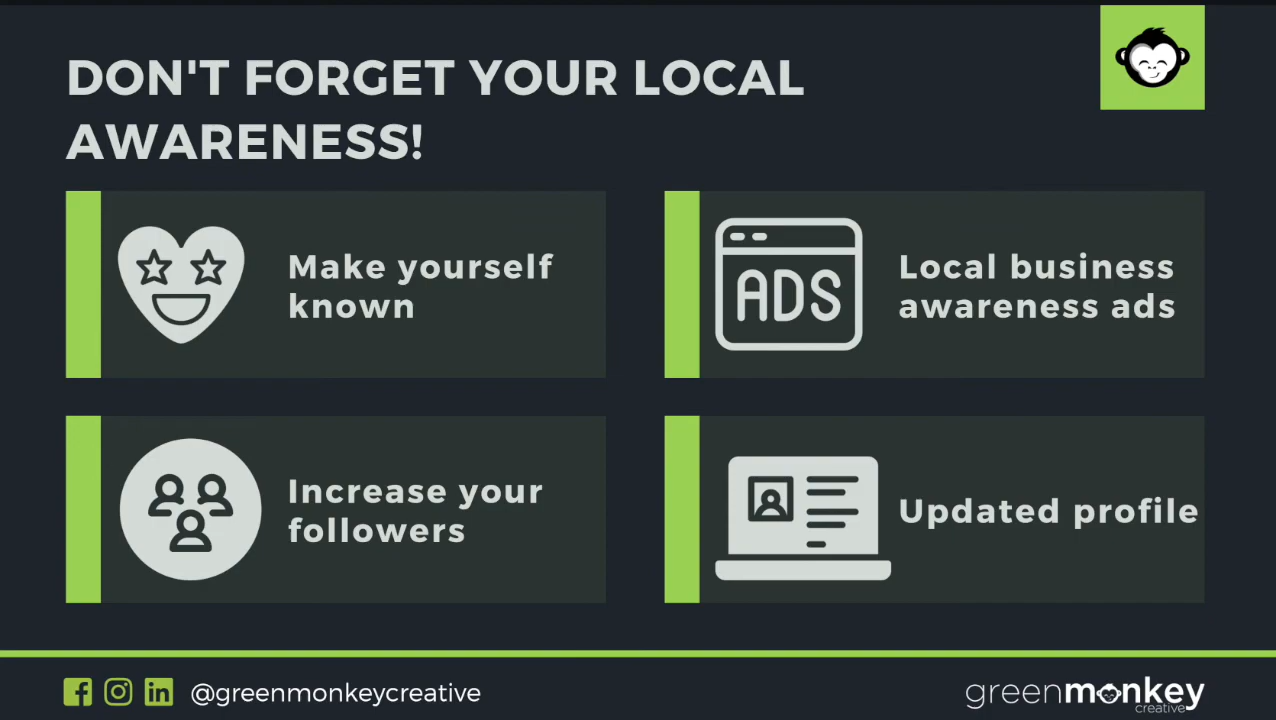 DON'T FORGET YOUR LOCAL
AWARENESS!
Make yourself
known
ADS
Local business
awareness ads
Increase your
followers
Updated profile
@greenmonkeycreative
greenmonkey
creative